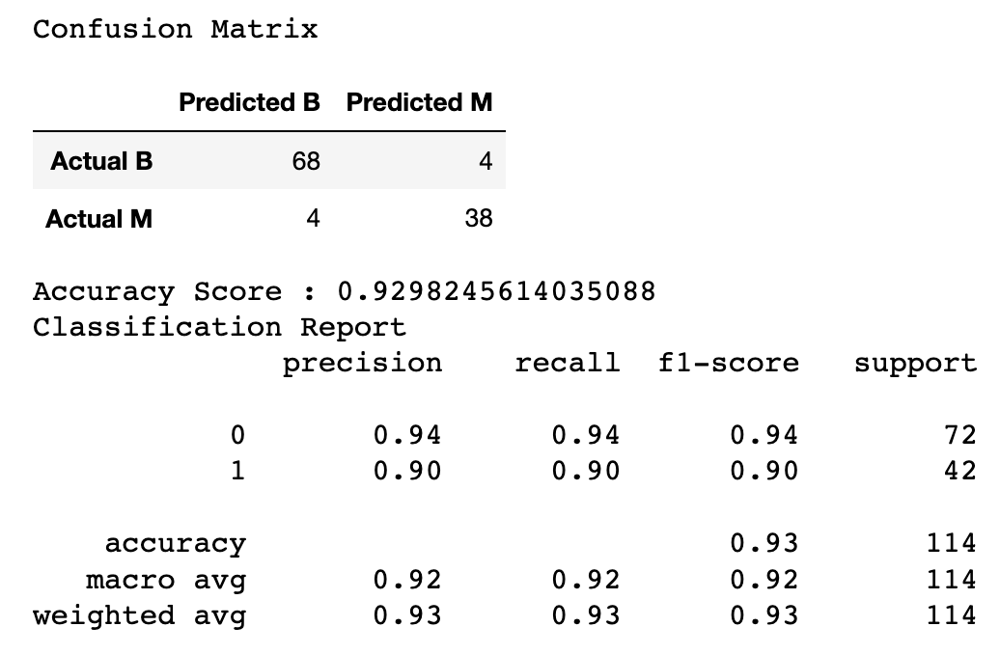 Confusion Matrix
Predicted B Predicted M
Actual B 68 4
Actual M 4 38
Accuracy Score : 0.9298245614035088
Classification Report
precision recall f1-score support
0 0.94 0.94 0.94 72
1 0.90 0.90 0.90 42
accuracy 0.93 114
macro avg 0.92 0.92 0.92 114
weighted avg 0.93 0.93 0.93 114